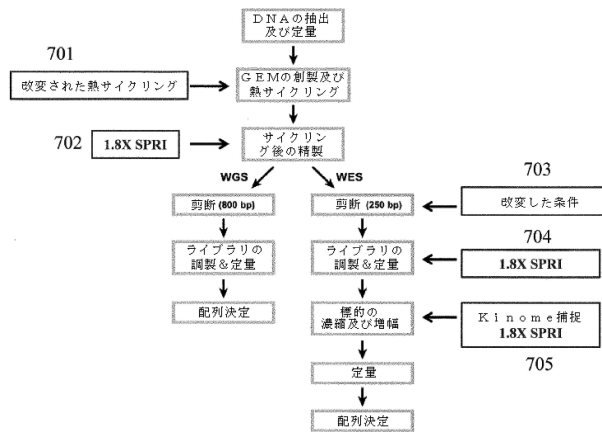 DNAの抽出
及び定量
701
改変された熱サイクリング
GEMの創製及び
熱サイクリング
702
1.8X SPRI
サイクリ
ング後の精製
WGS
WES
703
剪断 (800 bp)
剪断 (250 bp)
改変した条件
704
ライブラリの
調製&定量
ライブラリの
調製&定量
1.8X SPRI
配列決定
標的の
濃縮及び増幅
Kinome捕捉
1.8X SPRI
705
定量
配列決定